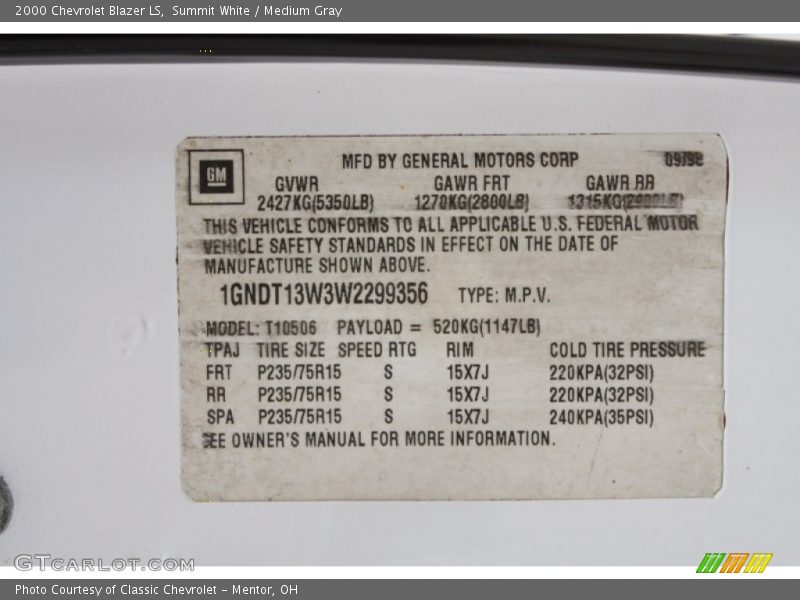 2000 Chevrolet Blazer LS, Summit White / Medium Gray
GM
MFD BY GENERAL MOTORS CORP
GVWR GAWR FRT GAWR RR
2427KG(5350LB) 1270KG(2800LB) 1315KG(2900LB)
THIS VEHICLE CONFORMS TO ALL APPLICABLE U.S. FEDERAL MOTOR
VEHICLE SAFETY STANDARDS IN EFFECT ON THE DATE OF
MANUFACTURE SHOWN ABOVE.
1GNDT13W3W2299356 TYPE: M.P.V.
MODEL: T10506 PAYLOAD = 520KG(1147LB)
TPAJ TIRE SIZE SPEED RTG RIM COLD TIRE PRESSURE
FRT P235/75R15 S 15X7J 220KPA(32PSI)
RR P235/75R15 S 15X7J 220KPA(32PSI)
SPA P235/75R15 S 15X7J 240KPA(35PSI)
SEE OWNER'S MANUAL FOR MORE INFORMATION.
GTCARLOT.COM
Photo Courtesy of Classic Chevrolet - Mentor, OH